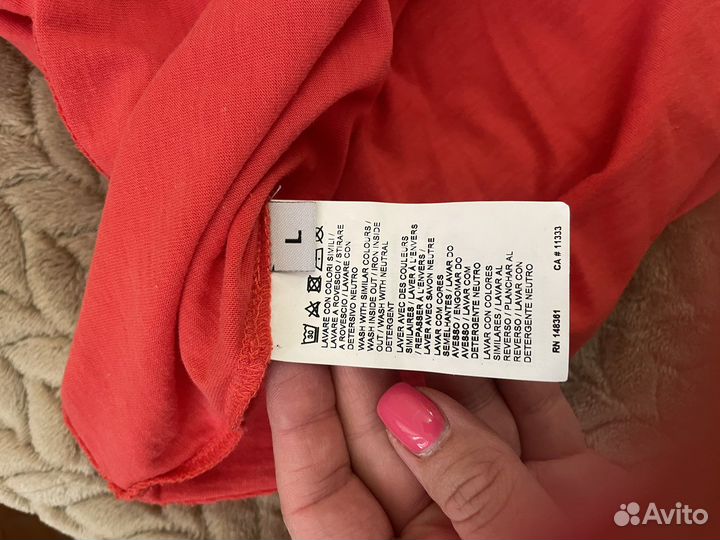 L
30
LAVARE CON COLORI SIMILI /
LAVARE A ROVESCIO / STIRARE
A ROVESCIO / LAVARE CON
DETERSIVO NEUTRO
WASH WITH SIMILAR COLOURS /
WASH INSIDE OUT / IRON INSIDE
OUT / WASH WITH NEUTRAL
DETERGENT
LAVER AVEC DES COULEURS
SIMILAIRES / LAVER À L'ENVERS
/ REPASSER À L'ENVERS /
LAVER AVEC SAVON NEUTRE
LAVAR COM CORES
SEMELHANTES / LAVAR DO
AVESSO / ENGOMAR DO
AVESSO / LAVAR COM
DETERGENTE NEUTRO
LAVAR CON COLORES
SIMILARES / LAVAR AL
REVERSO / PLANCHAR AL
REVERSO / LAVAR CON
DETERGENTE NEUTRO
RN 148361
CA # 11333
Avito